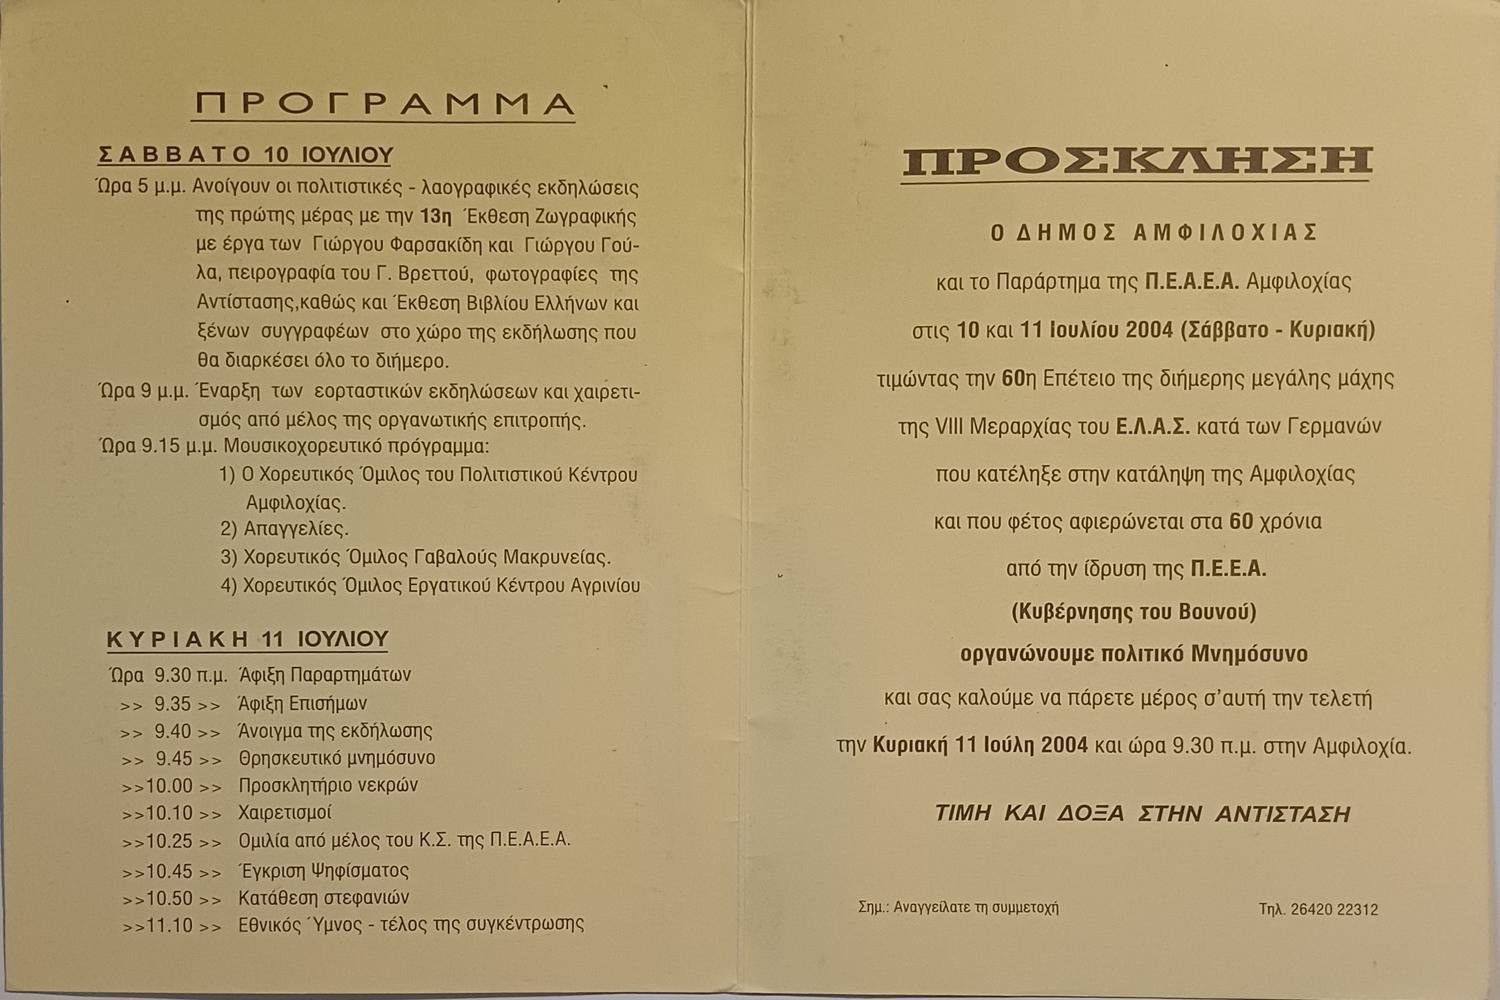 ΠΡΟΓΡΑΜΜΑ
ΣΑΒΒΑΤΟ 10 ΙΟΥΛΙΟΥ
Ώρα 5 μ.μ. Ανοίγουν οι πολιτιστικές - λαογραφικές εκδηλώσεις
της πρώτης μέρας με την 13η Έκθεση Ζωγραφικής
με έργα των Γιώργου Φαρσακίδη και Γιώργου Γού-
λα, πειρογραφία του Γ. Βρεττού, φωτογραφίες της
Αντίστασης,καθώς και Έκθεση Βιβλίου Ελλήνων και
ξένων συγγραφέων στο χώρο της εκδήλωσης που
θα διαρκέσει όλο το διήμερο.
Ώρα 9 μ.μ. Έναρξη των εορταστικών εκδηλώσεων και χαιρετι-
σμός από μέλος της οργανωτικής επιτροπής.
Ώρα 9.15 μ.μ. Μουσικοχορευτικό πρόγραμμα:
1) Ο Χορευτικός Όμιλος του Πολιτιστικού Κέντρου
Αμφιλοχίας.
2) Απαγγελίες.
3) Χορευτικός Όμιλος Γαβαλούς Μακρυνείας.
4) Χορευτικός Όμιλος Εργατικού Κέντρου Αγρινίου
ΚΥΡΙΑΚΗ 11 ΙΟΥΛΙΟΥ
Ώρα 9.30 π.μ. Άφιξη Παραρτημάτων
>> 9.35 >> Άφιξη Επισήμων
>> 9.40 >> Άνοιγμα της εκδήλωσης
>> 9.45 >> Θρησκευτικό μνημόσυνο
>>10.00 >> Προσκλητήριο νεκρών
>>10.10 >> Χαιρετισμοί
>>10.25 >> Ομιλία από μέλος του Κ.Σ. της Π.Ε.Α.Ε.Α.
>>10.45 >> Έγκριση Ψηφίσματος
>>10.50 >> Κατάθεση στεφανιών
>>11.10 >> Εθνικός Ύμνος - τέλος της συγκέντρωσης
ΠΡΟΣΚΛΗΣΗ
Ο ΔΗΜΟΣ ΑΜΦΙΛΟΧΙΑΣ
και το Παράρτημα της Π.Ε.Α.Ε.Α. Αμφιλοχίας
στις 10 και 11 Ιουλίου 2004 (Σάββατο - Κυριακή)
τιμώντας την 60η Επέτειο της διήμερης μεγάλης μάχης
της VIII Μεραρχίας του Ε.Λ.Α.Σ. κατά των Γερμανών
που κατέληξε στην κατάληψη της Αμφιλοχίας
και που φέτος αφιερώνεται στα 60 χρόνια
από την ίδρυση της Π.Ε.Ε.Α.
(Κυβέρνησης του Βουνού)
οργανώνουμε πολιτικό Μνημόσυνο
και σας καλούμε να πάρετε μέρος σ'αυτή την τελετή
την Κυριακή 11 Ιούλη 2004 και ώρα 9.30 π.μ. στην Αμφιλοχία.
ΤΙΜΗ ΚΑΙ ΔΟΞΑ ΣΤΗΝ ΑΝΤΙΣΤΑΣΗ
Σημ.: Αναγγείλατε τη συμμετοχή Τηλ. 26420 22312